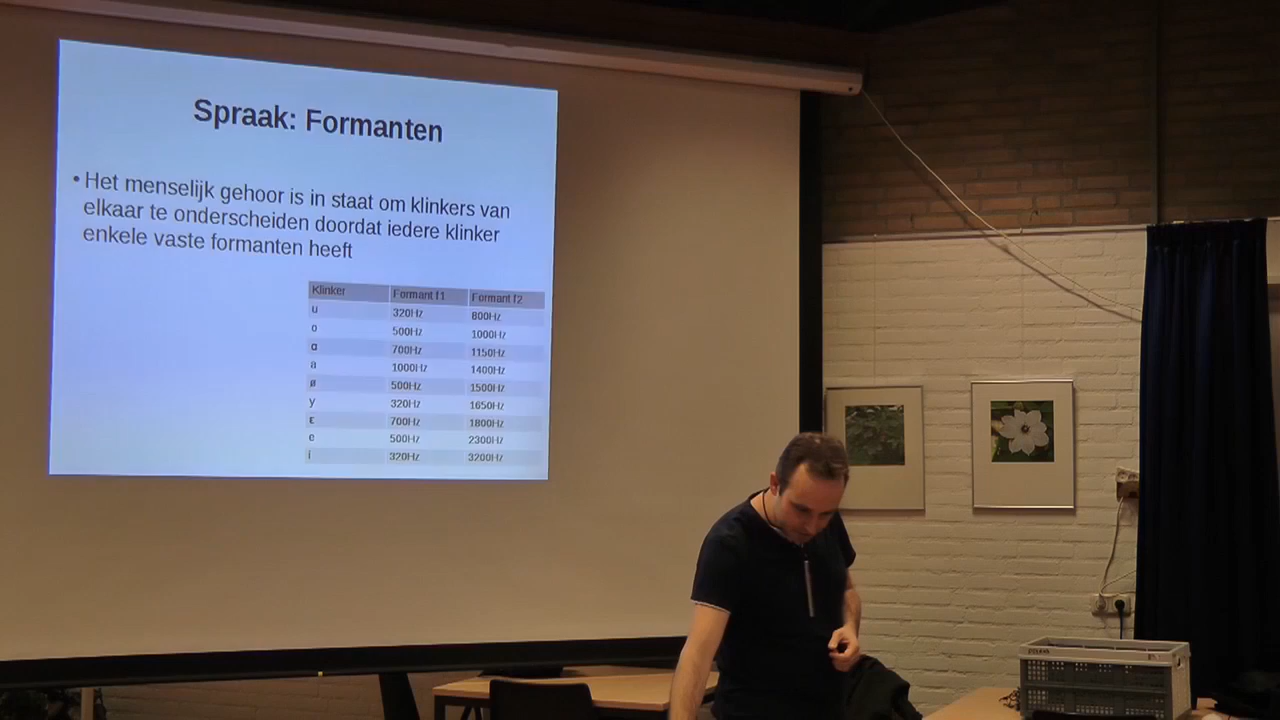 Spraak: Formanten
• Het menselijk gehoor is in staat om klinkers van
elkaar te onderscheiden doordat iedere klinker
enkele vaste formanten heeft
Klinker Formant f1 Formant f2
u 320Hz 800Hz
o 500Hz 1000Hz
ɑ 700Hz 1150Hz
a 1000Hz 1400Hz
ø 500Hz 1500Hz
y 320Hz 1650Hz
ε 700Hz 1800Hz
e 500Hz 2300Hz
i 320Hz 3200Hz